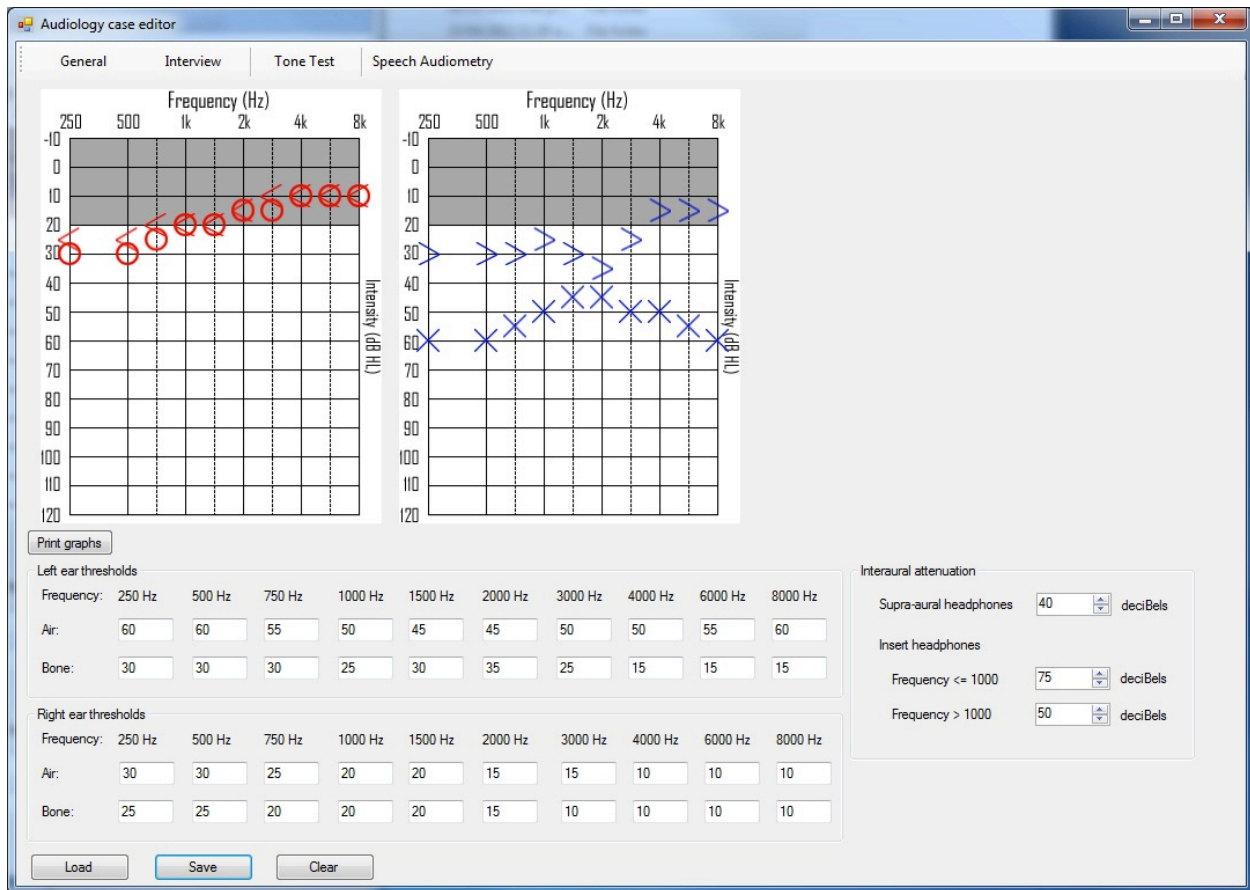 Audiology case editor
General Interview Tone Test Speech Audiometry
Frequency (Hz)
250 500 1k 2k 4k 8k
-10
0
10
20
30
40
50
60
70
80
90
100
110
120
Intensity (dB HL)
Frequency (Hz)
250 500 1k 2k 4k 8k
-10
0
10
20
30
40
50
60
70
80
90
100
110
120
Intensity (dB HL)
Print graphs
Left ear thresholds
Frequency: 250 Hz 500 Hz 750 Hz 1000 Hz 1500 Hz 2000 Hz 3000 Hz 4000 Hz 6000 Hz 8000 Hz
Air: 60 60 55 50 45 45 50 50 55 60
Bone: 30 30 30 25 30 35 25 15 15 15
Right ear thresholds
Frequency: 250 Hz 500 Hz 750 Hz 1000 Hz 1500 Hz 2000 Hz 3000 Hz 4000 Hz 6000 Hz 8000 Hz
Air: 30 30 25 20 20 15 15 10 10 10
Bone: 25 25 20 20 20 15 10 10 10 10
Interaural attenuation
Supra-aural headphones 40 deciBels
Insert headphones
Frequency <= 1000 75 deciBels
Frequency > 1000 50 deciBels
Load Save Clear